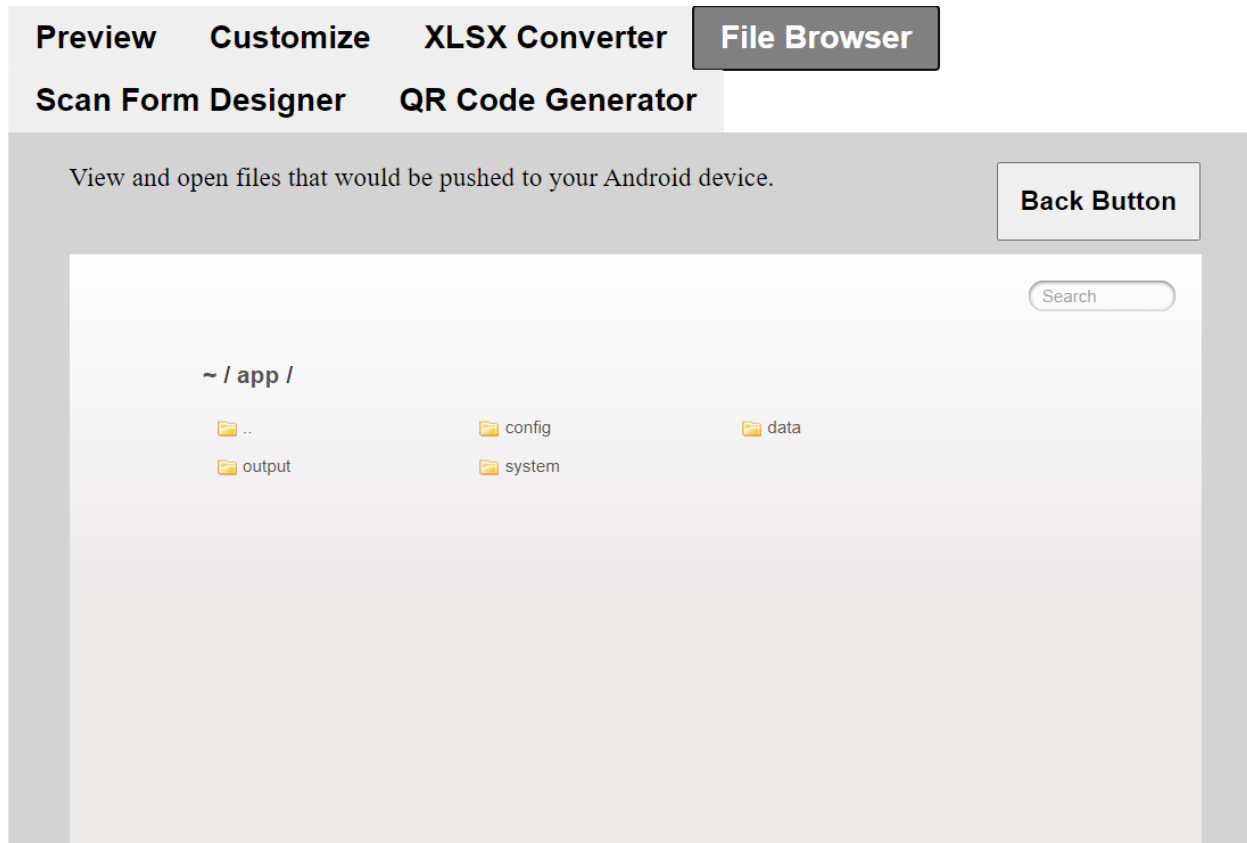 Preview Customize XLSX Converter File Browser
Scan Form Designer QR Code Generator
View and open files that would be pushed to your Android device.
Back Button
Search
~ / app /
.. config data
output system